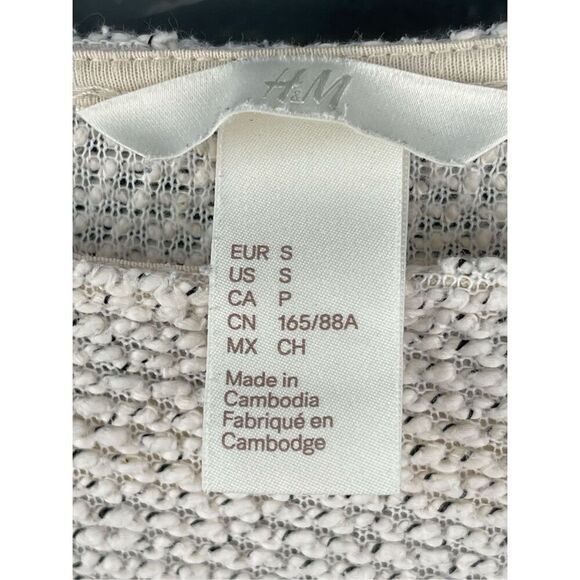 H&M
EUR S
US S
CA P
CN 165/88A
MX CH
Made in
Cambodia
Fabriqué en
Cambodge